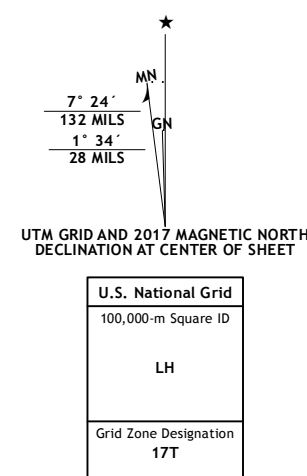 ★
MN
7° 24´
132 MILS
GN
1° 34´
28 MILS
UTM GRID AND 2017 MAGNETIC NORTH
DECLINATION AT CENTER OF SHEET
U.S. National Grid
100,000-m Square ID
LH
Grid Zone Designation
17T